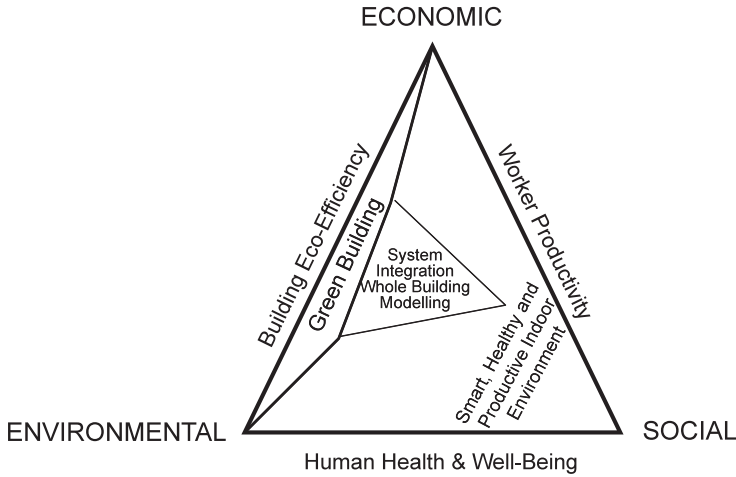 ECONOMIC
Building Eco-Efficiency
Green Building
Worker Productivity
System
Integration
Whole Building
Modelling
Smart, Healthy and
Productive Indoor
Environment
ENVIRONMENTAL
SOCIAL
Human Health & Well-Being